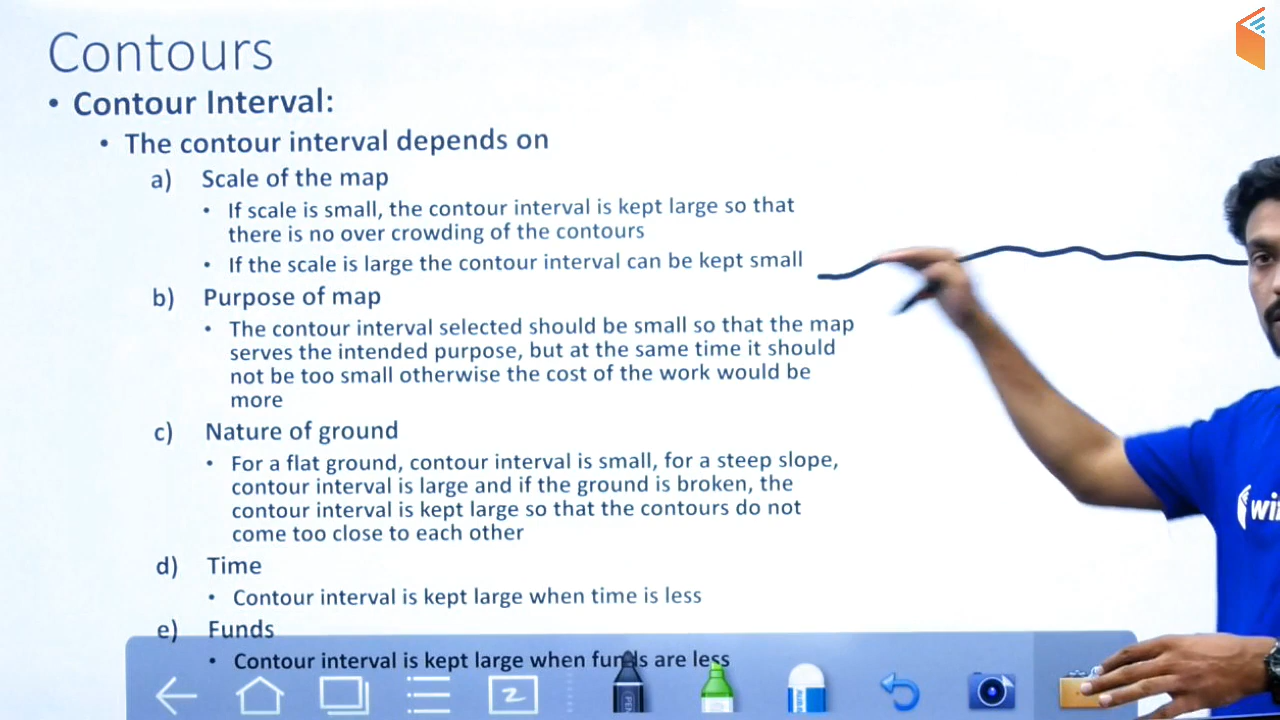 Contours
• Contour Interval:
• The contour interval depends on
a) Scale of the map
• If scale is small, the contour interval is kept large so that
there is no over crowding of the contours
• If the scale is large the contour interval can be kept small
b) Purpose of map
• The contour interval selected should be small so that the map
serves the intended purpose, but at the same time it should
not be too small otherwise the cost of the work would be
more
c) Nature of ground
• For a flat ground, contour interval is small, for a steep slope,
contour interval is large and if the ground is broken, the
contour interval is kept large so that the contours do not
come too close to each other
d) Time
• Contour interval is kept large when time is less
e) Funds
• Contour interval is kept large when funds are less